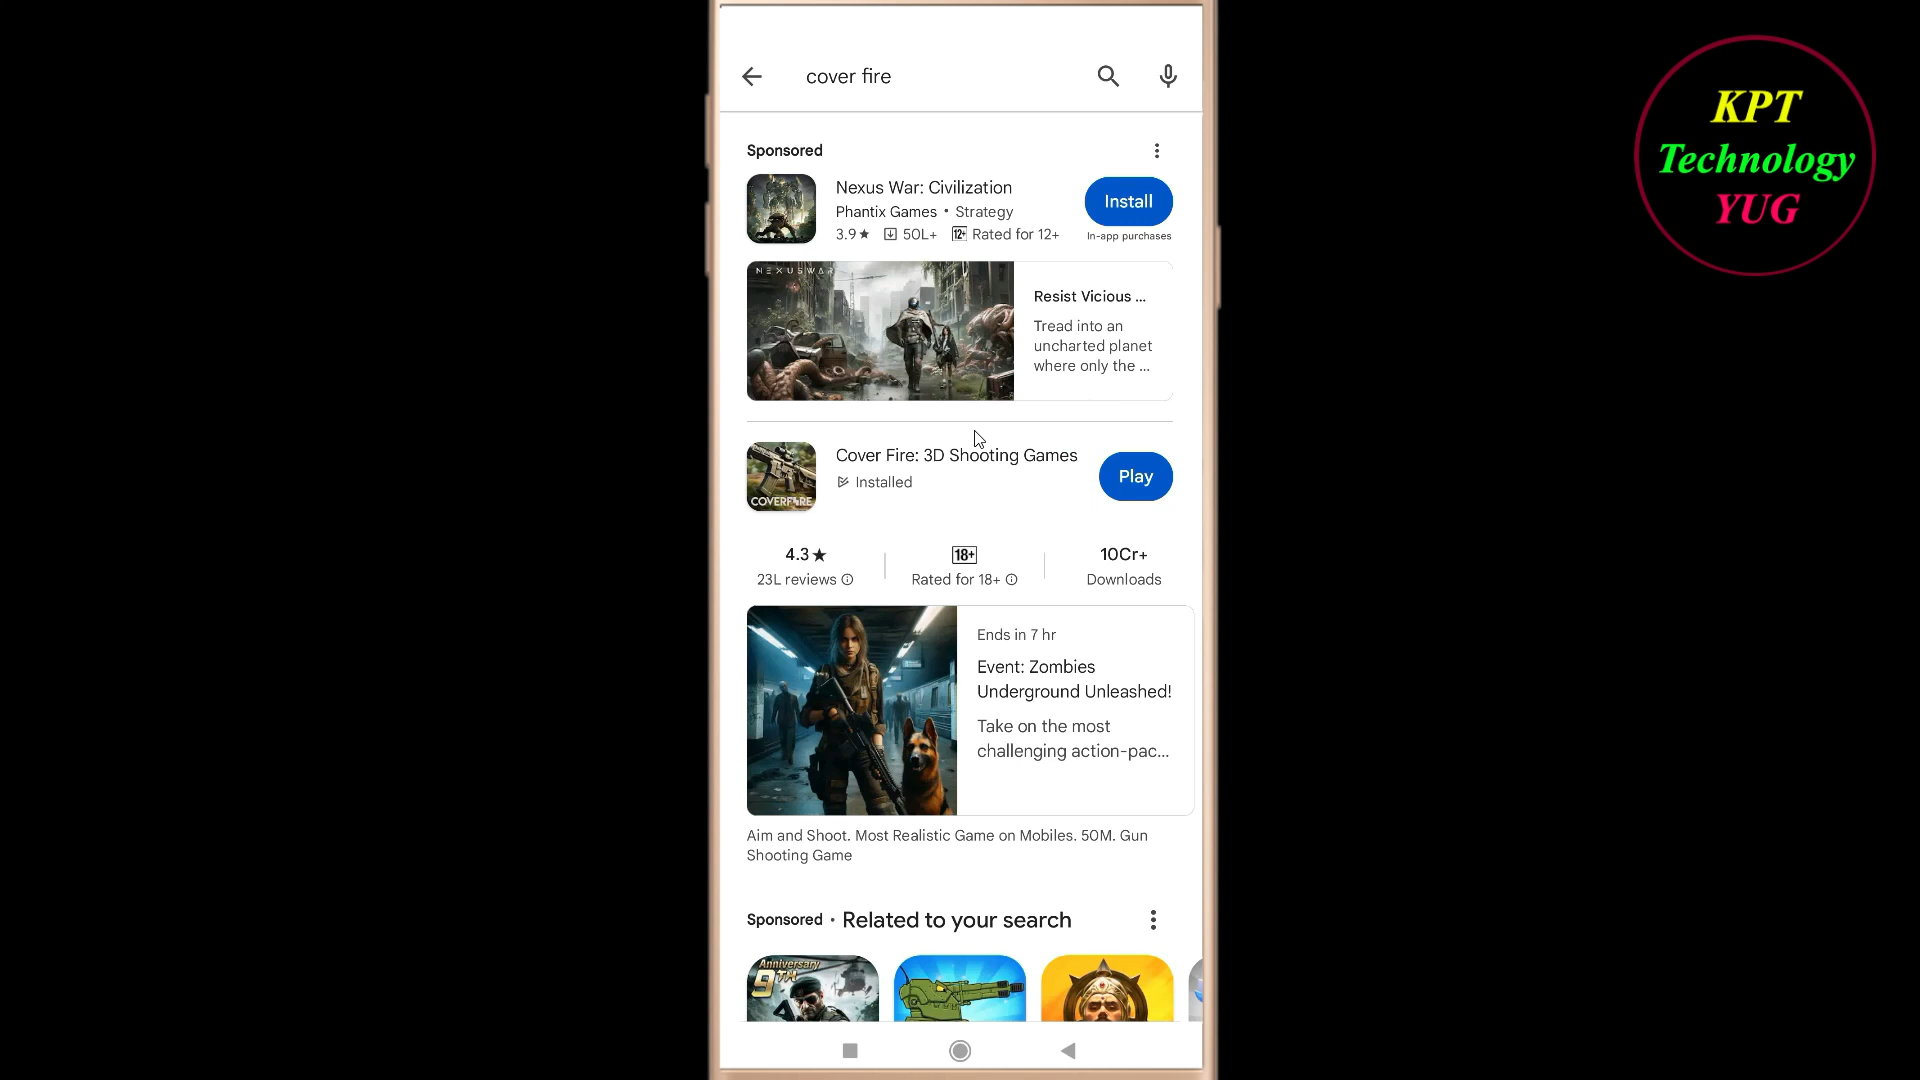 cover fire
Sponsored
Nexus War: Civilization
Phantix Games • Strategy
3.9★ 50L+ 12+ Rated for 12+
Install
In-app purchases
NEXUSWAR
Resist Vicious ...
Tread into an
uncharted planet
where only the ...
Cover Fire: 3D Shooting Games
Installed
Play
COVERFIRE
4.3★
23L reviews
18+
Rated for 18+
10Cr+
Downloads
Ends in 7 hr
Event: Zombies
Underground Unleashed!
Take on the most
challenging action-pac...
Aim and Shoot. Most Realistic Game on Mobiles. 50M. Gun
Shooting Game
Sponsored • Related to your search
Anniversary
9TH
KPT
Technology
YUG